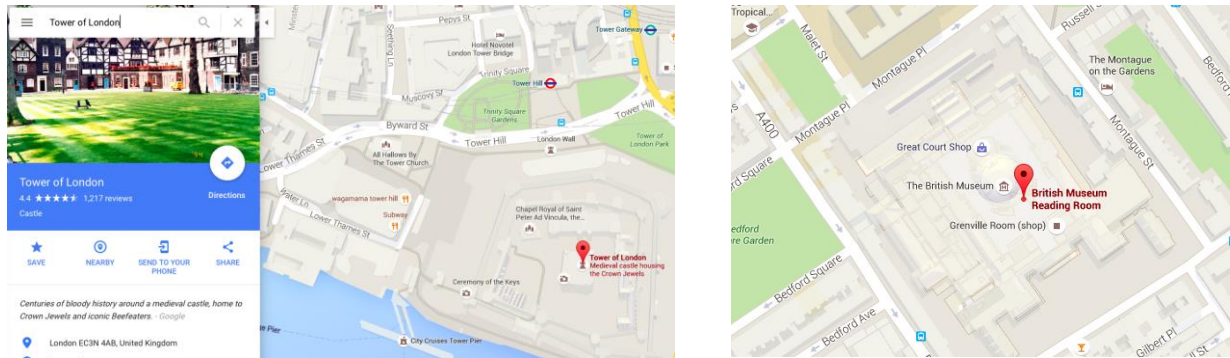 Tower of London
Tower of London
4.4
1,217 reviews
Castle
Directions
SAVE
NEARBY
SEND TO YOUR
PHONE
SHARE
Centuries of bloody history around a medieval castle, home to
Crown Jewels and iconic Beefeaters. - Google
London EC3N 4AB, United Kingdom
Pepys St
Seething Ln
Hotel Novotel
London Tower Bridge
Tower Gateway
Trinity Square
Tower Hill
Muscovy St
Trinity Square
Gardens
Tower Hill
Byward St
Tower Hill
London Wall
Tower of
London Park
All Hallows By
The Tower Church
Lower Thames St
wagamama tower hill
Water Ln
Subway
Lower Thames St
Chapel Royal of Saint
Peter Ad Vincula, the...
Tower of London
Medieval castle housing
the Crown Jewels
Ceremony of the Keys
Pier
City Cruises Tower Pier
Tropical...
Malet St
Montague Pl
Russell
Bedford
The Montague
on the Gardens
A400
Montague Pl
Montague St
Great Court Shop
The British Museum
British Museum
Reading Room
Grenville Room (shop)
Bedford Square
Bedford Ave
Gilbert Pl